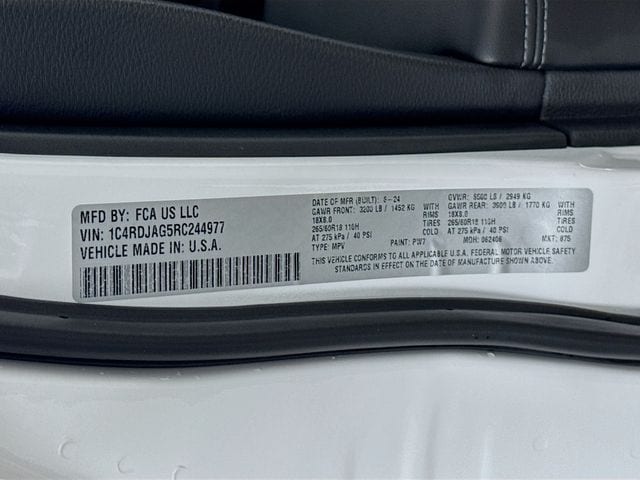 MFD BY: FCA US LLC
VIN: 1C4RDJAG5RC244977
VEHICLE MADE IN: U.S.A.
DATE OF MFR (BUILT): 6-24 GVWR: 6500 LB / 2949 KG
GAWR FRONT: 3200 LB / 1452 KG WITH GAWR REAR: 3900 LB / 1770 KG WITH
18X8.0 RIMS 18X8.0 RIMS
265/60R18 110H TIRES 265/60R18 110H TIRES
AT 275 kPa / 40 PSI COLD AT 275 kPa / 40 PSI COLD
TYPE: MPV PAINT: PW7 MDH: 062406 MKT: 875
THIS VEHICLE CONFORMS TO ALL APPLICABLE U.S.A. FEDERAL MOTOR VEHICLE SAFETY
STANDARDS IN EFFECT ON THE DATE OF MANUFACTURE SHOWN ABOVE.